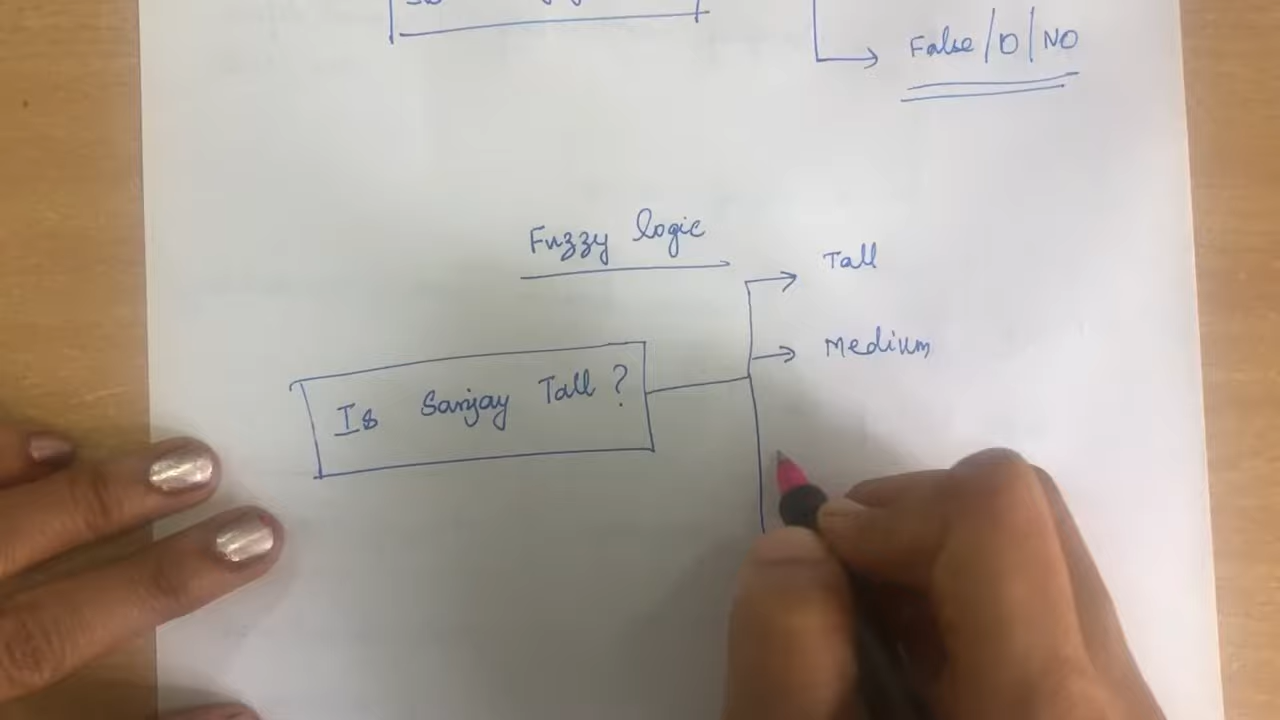 False/0/NO
Fuzzy logic
Tall
Medium
Is Sanjay Tall ?